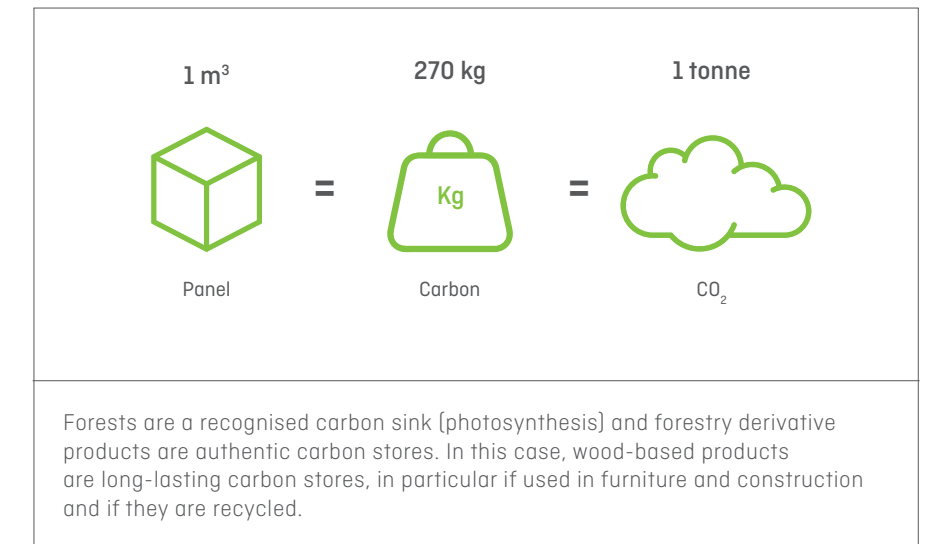 1 m³
270 kg
1 tonne
=
Kg
=
Panel
Carbon
CO₂
Forests are a recognised carbon sink (photosynthesis) and forestry derivative
products are authentic carbon stores. In this case, wood-based products
are long-lasting carbon stores, in particular if used in furniture and construction
and if they are recycled.